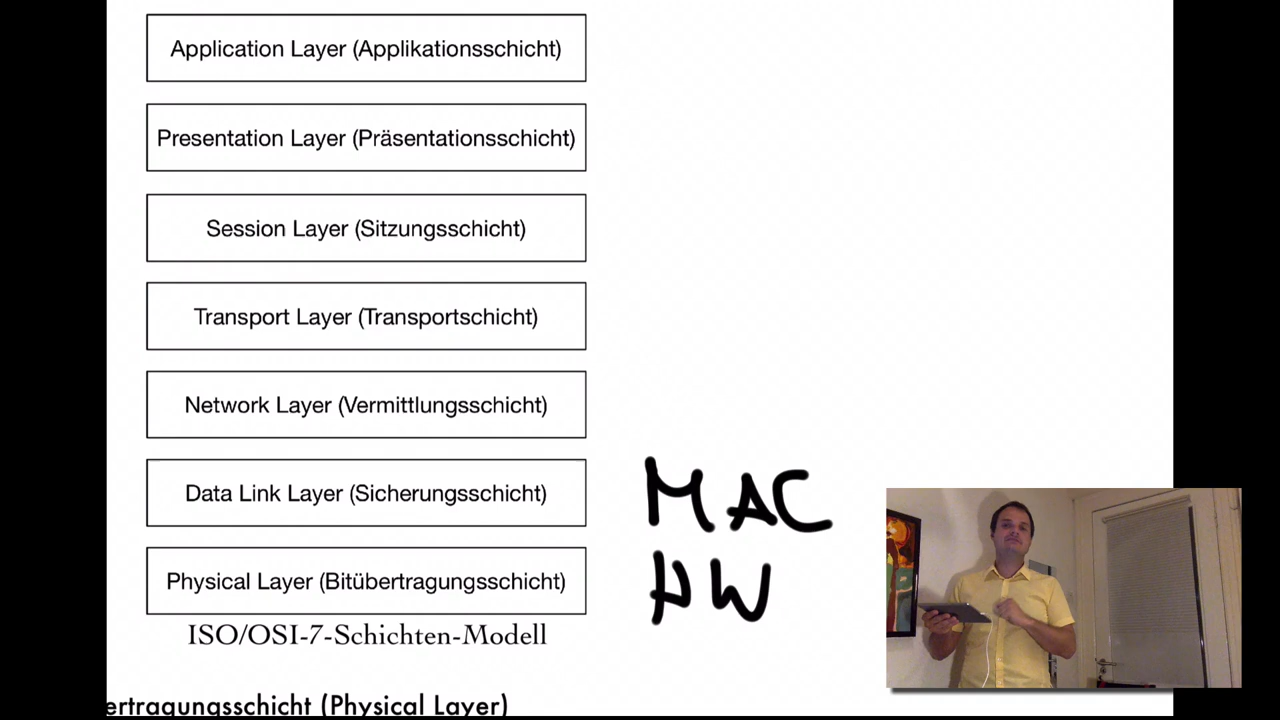 Application Layer (Applikationsschicht)
Presentation Layer (Präsentationsschicht)
Session Layer (Sitzungsschicht)
Transport Layer (Transportschicht)
Network Layer (Vermittlungsschicht)
Data Link Layer (Sicherungsschicht)
MAC
Physical Layer (Bitübertragungsschicht)
HW
ISO/OSI-7-Schichten-Modell
ertragungsschicht (Physical Layer)